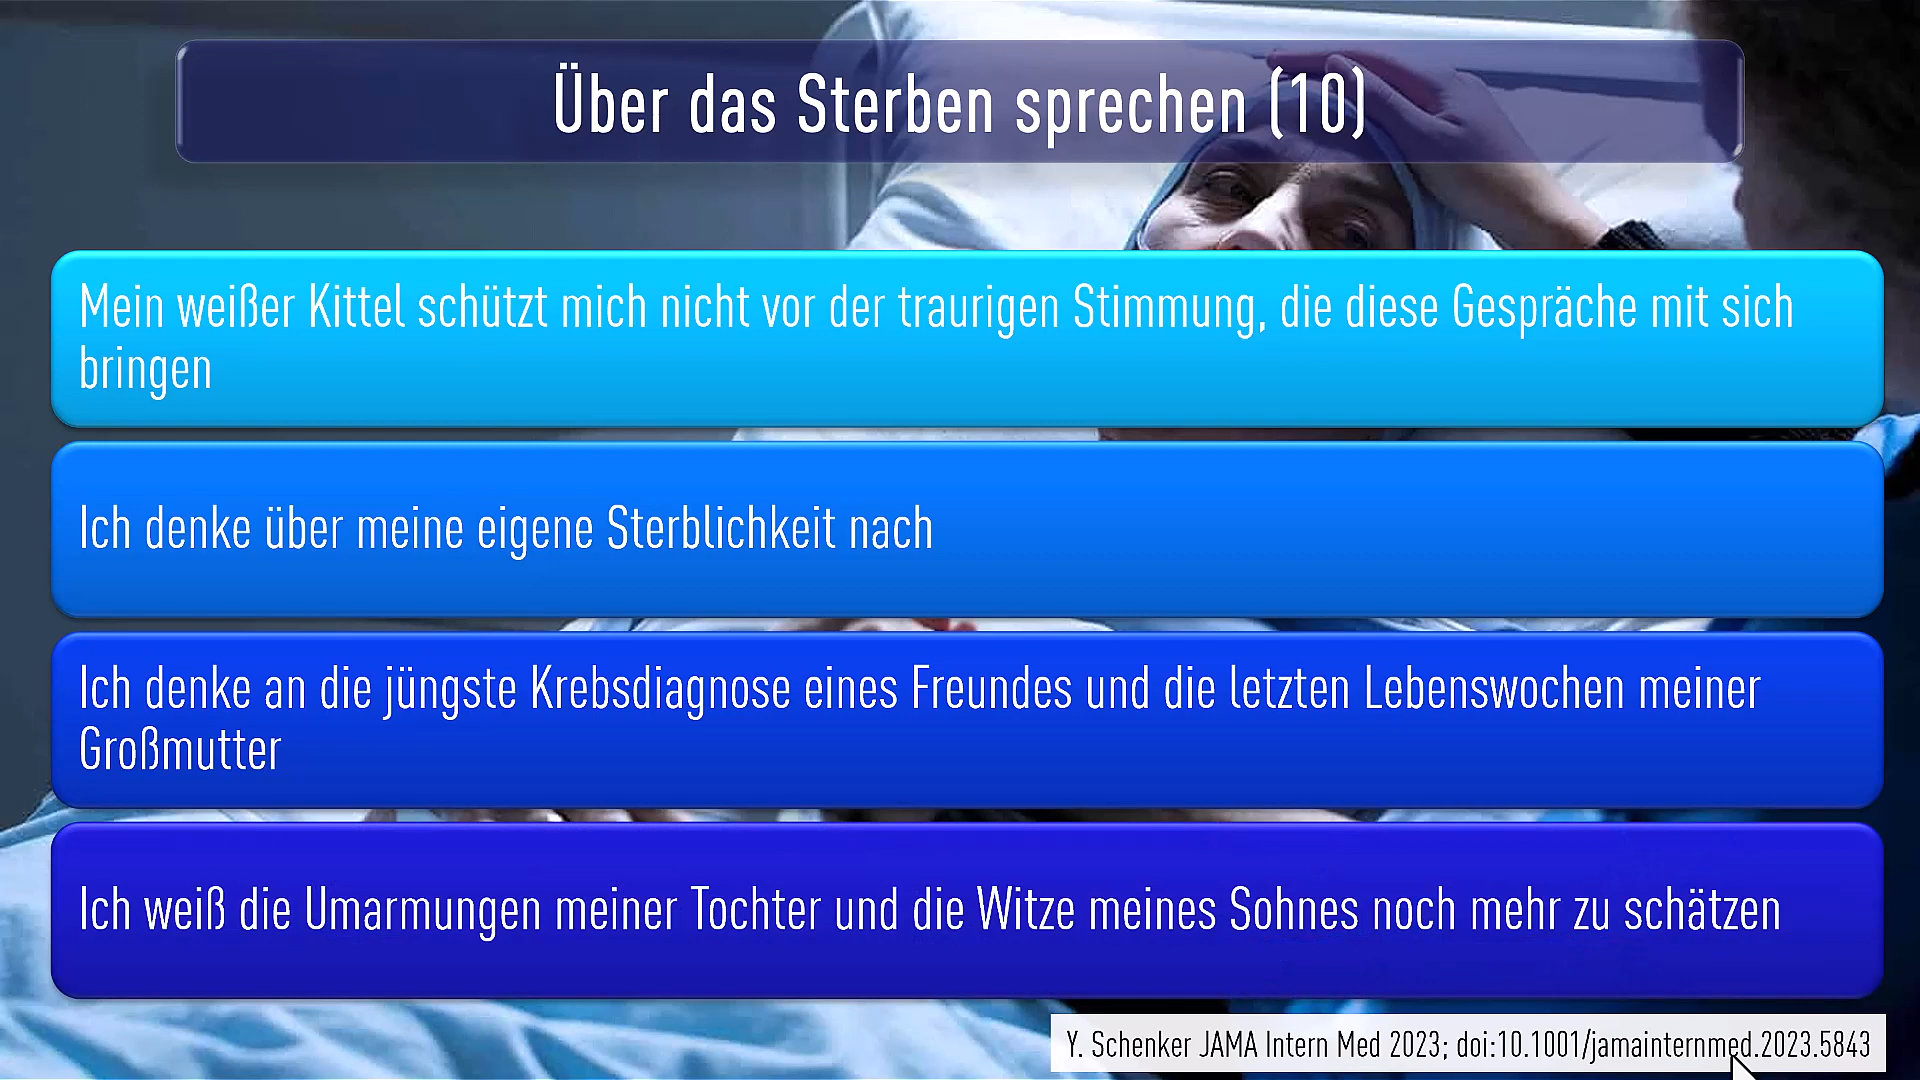 Über das Sterben sprechen (10)
Mein weißer Kittel schützt mich nicht vor der traurigen Stimmung, die diese Gespräche mit sich
bringen
Ich denke über meine eigene Sterblichkeit nach
Ich denke an die jüngste Krebsdiagnose eines Freundes und die letzten Lebenswochen meiner
Großmutter
Ich weiß die Umarmungen meiner Tochter und die Witze meines Sohnes noch mehr zu schätzen
Y. Schenker JAMA Intern Med 2023; doi:10.1001/jamainternmed.2023.5843